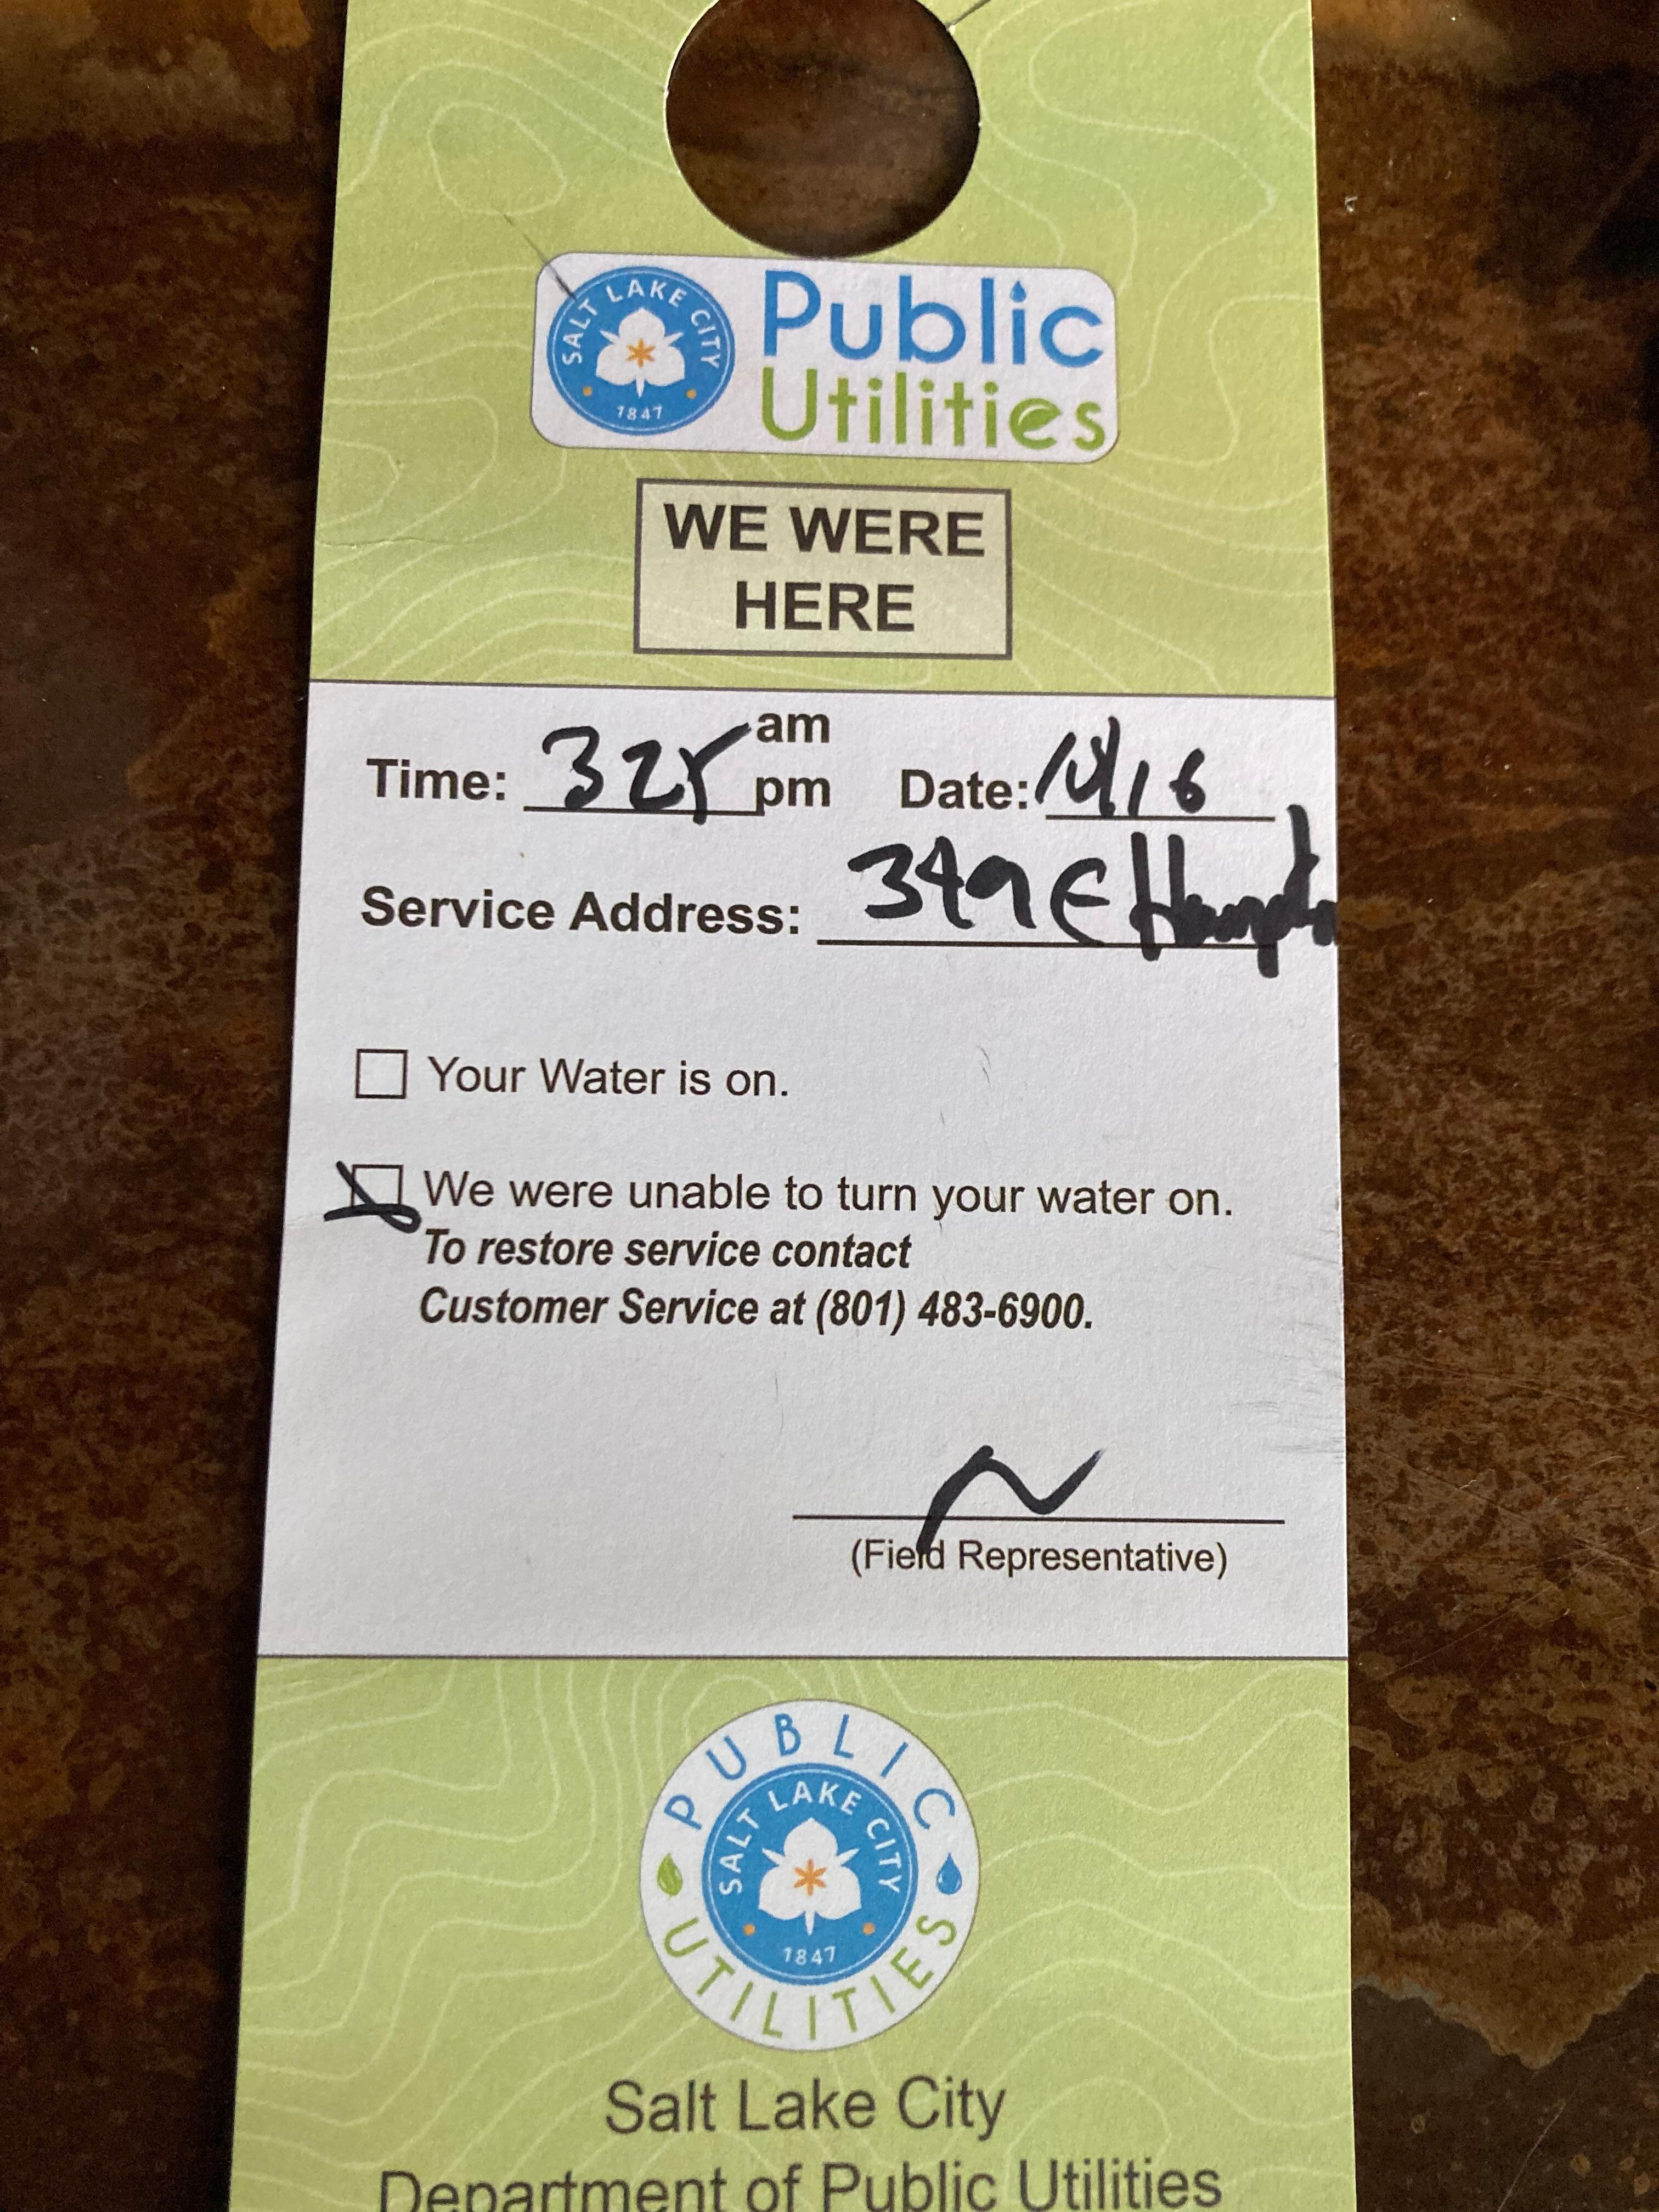 SALT LAKE CITY
1847
Public
Utilities
WE WERE
HERE
am
Time: 325 pm Date: 10/16
Service Address: 349 E Hampto
Your Water is on.
We were unable to turn your water on.
To restore service contact
Customer Service at (801) 483-6900.
(Field Representative)
PUBLIC
SALT LAKE CITY
1847
UTILITIES
Salt Lake City
Department of Public Utilities